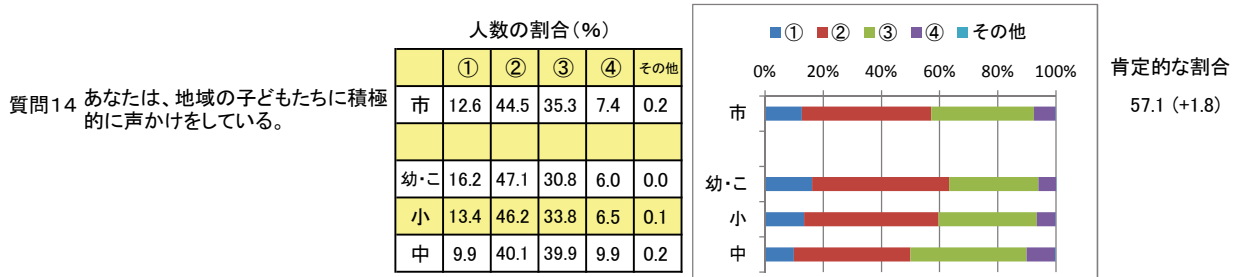 人数の割合(%)
① ② ③ ④ その他
市 12.6 44.5 35.3 7.4 0.2
幼・こ 16.2 47.1 30.8 6.0 0.0
小 13.4 46.2 33.8 6.5 0.1
中 9.9 40.1 39.9 9.9 0.2
質問14 あなたは、地域の子どもたちに積極
的に声かけをしている。
① ② ③ ④ その他
0% 20% 40% 60% 80% 100%
市
幼・こ
小
中
肯定的な割合
57.1 (+1.8)